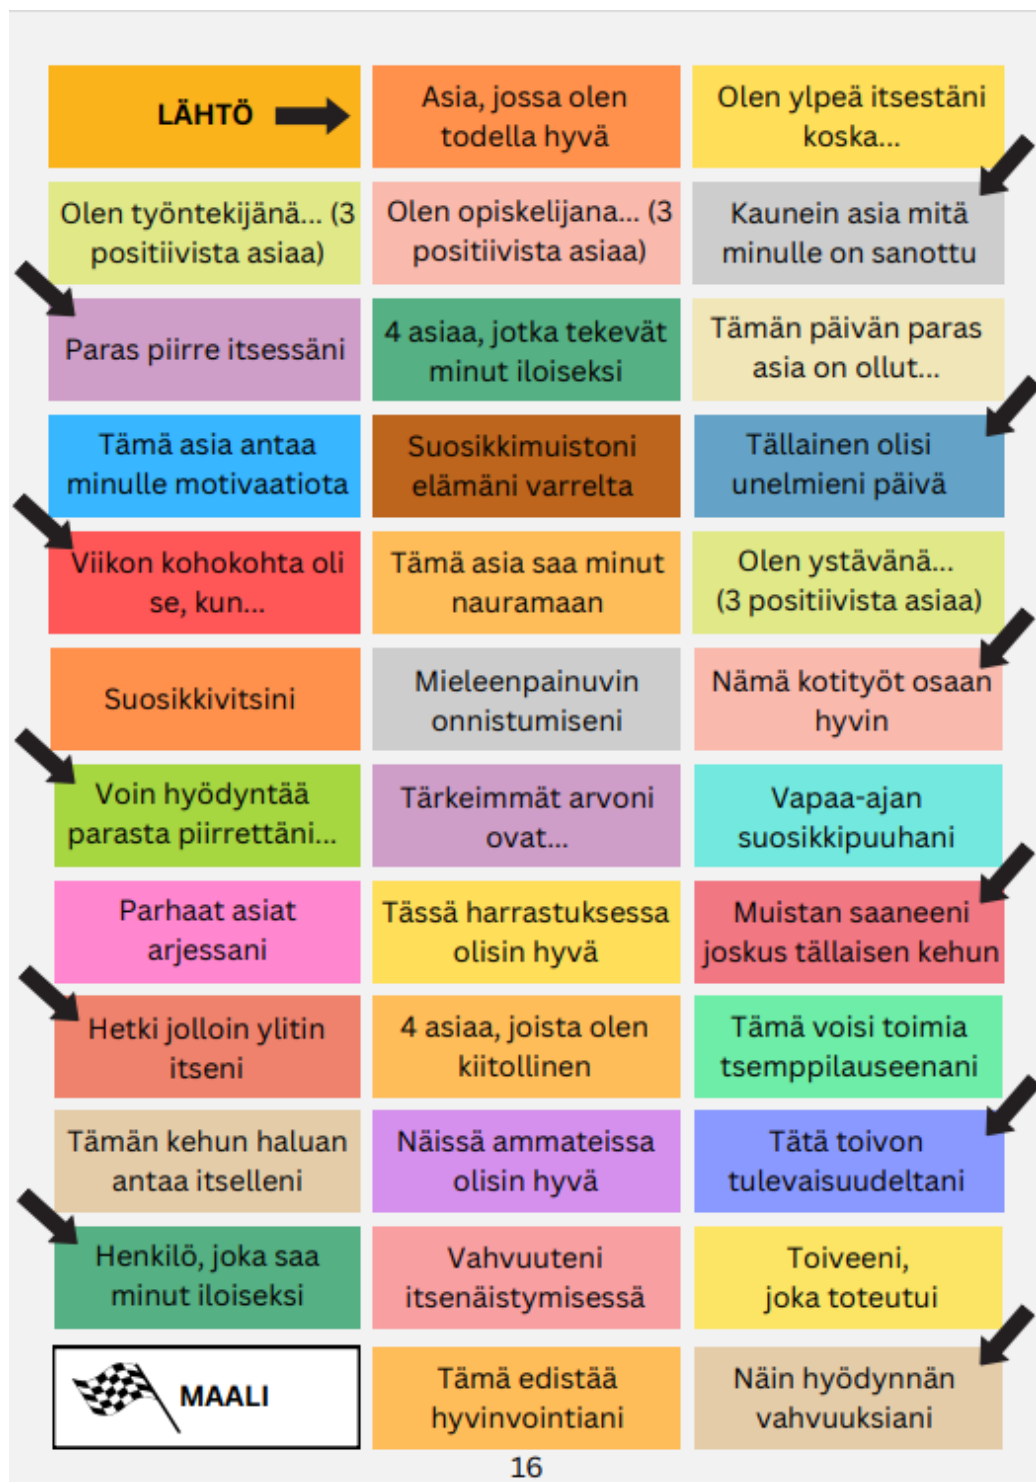 LÄHTÖ
Asia, jossa olen
todella hyvä
Olen ylpeä itsestäni
koska...
Olen työntekijänä... (3
positiivista asiaa)
Olen opiskelijana... (3
positiivista asiaa)
Kaunein asia mitä
minulle on sanottu
Paras piirre itsessäni
4 asiaa, jotka tekevät
minut iloiseksi
Tämän päivän paras
asia on ollut...
Tämä asia antaa
minulle motivaatiota
Suosikkimuistoni
elämäni varrelta
Tällainen olisi
unelmieni päivä
Viikon kohokohta oli
se, kun...
Tämä asia saa minut
nauramaan
Olen ystävänä...
(3 positiivista asiaa)
Suosikkivitsini
Mieleenpainuvin
onnistumiseni
Nämä kotityöt osaan
hyvin
Voin hyödyntää
parasta piirrettäni...
Tärkeimmät arvoni
ovat...
Vapaa-ajan
suosikkipuuhani
Parhaat asiat
arjessani
Tässä harrastuksessa
olisin hyvä
Muistan saaneeni
joskus tällaisen kehun
Hetki jolloin ylitin
itseni
4 asiaa, joista olen
kiitollinen
Tämä voisi toimia
tsemppilauseenani
Tämän kehun haluan
antaa itselleni
Näissä ammateissa
olisin hyvä
Tätä toivon
tulevaisuudeltani
Henkilö, joka saa
minut iloiseksi
Vahvuuteni
itsenäistymisessä
Toiveeni,
joka toteutui
MAALI
Tämä edistää
hyvinvointiani
Näin hyödynnän
vahvuuksiani
16